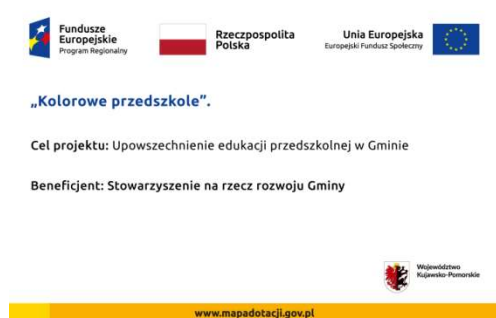 Fundusze
Europejskie
Program Regionalny
Rzeczpospolita
Polska
Unia Europejska
Europejski Fundusz Społeczny
„Kolorowe przedszkole”.
Cel projektu: Upowszechnienie edukacji przedszkolnej w Gminie
Beneficjent: Stowarzyszenie na rzecz rozwoju Gminy
Województwo
Kujawsko-Pomorskie
www.mapadotacji.gov.pl